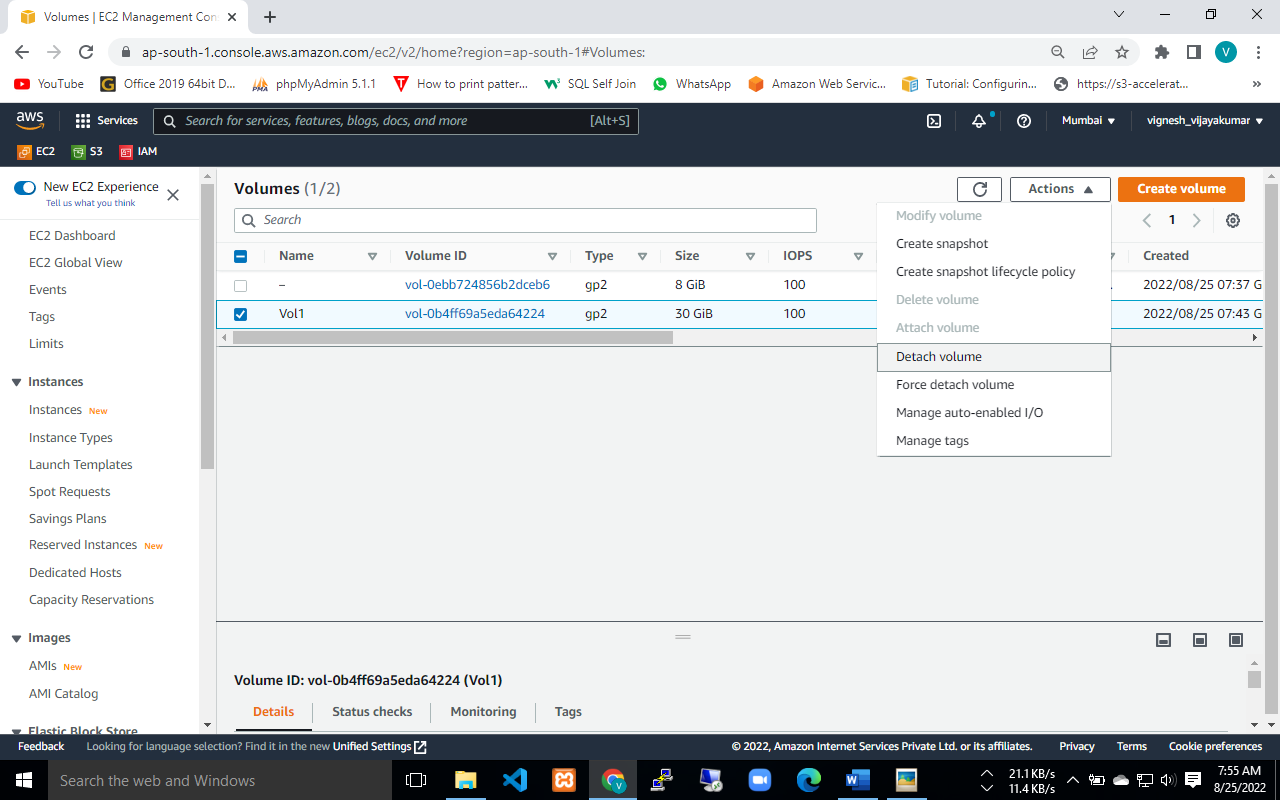 Volumes | EC2 Management Con
ap-south-1.console.aws.amazon.com/ec2/v2/home?region=ap-south-1#Volumes:
V
YouTube
Office 2019 64bit D...
phpMyAdmin 5.1.1
How to print patter...
SQL Self Join
WhatsApp
Amazon Web Servic...
Tutorial: Configurin...
https://s3-accelerat...
»
aws
Services
Search for services, features, blogs, docs, and more
[Alt+S]
Mumbai
vignesh_vijayakumar
EC2
S3
IAM
New EC2 Experience
Tell us what you think
EC2 Dashboard
EC2 Global View
Events
Tags
Limits
Instances
Instances New
Instance Types
Launch Templates
Spot Requests
Savings Plans
Reserved Instances New
Dedicated Hosts
Capacity Reservations
Images
AMIs New
AMI Catalog
Elastic Block Store
Volumes (1/2)
Actions
Create volume
Search
1
Modify volume
Create snapshot
Create snapshot lifecycle policy
Delete volume
Attach volume
Detach volume
Force detach volume
Manage auto-enabled I/O
Manage tags
Name Volume ID Type Size IOPS Created
– vol-0ebb724856b2dceb6 gp2 8 GiB 100 2022/08/25 07:37 G
Vol1 vol-0b4ff69a5eda64224 gp2 30 GiB 100 2022/08/25 07:43 G
Volume ID: vol-0b4ff69a5eda64224 (Vol1)
Details Status checks Monitoring Tags
Feedback
Looking for language selection? Find it in the new Unified Settings
© 2022, Amazon Internet Services Private Ltd. or its affiliates.
Privacy Terms Cookie preferences
Search the web and Windows
21.1 KB/s
11.4 KB/s
7:55 AM
8/25/2022